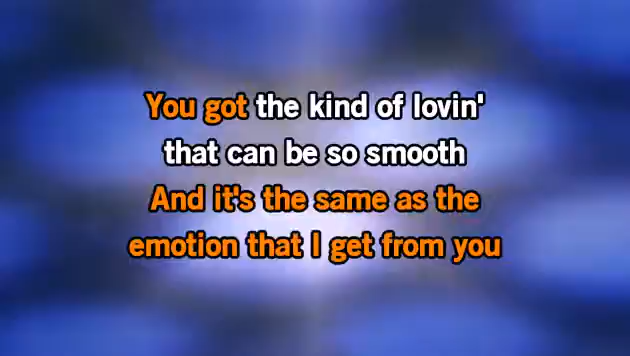 You got the kind of lovin'
that can be so smooth
And it's the same as the
emotion that I get from you